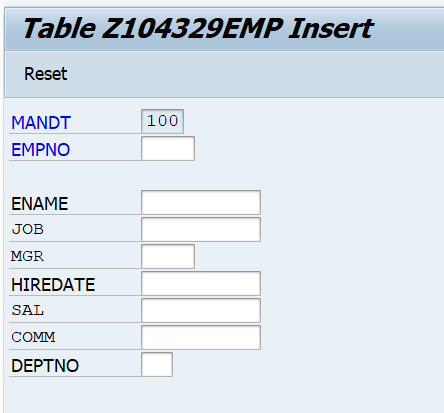 Table Z104329EMP Insert
Reset
MANDT 100
EMPNO
ENAME
JOB
MGR
HIREDATE
SAL
COMM
DEPTNO